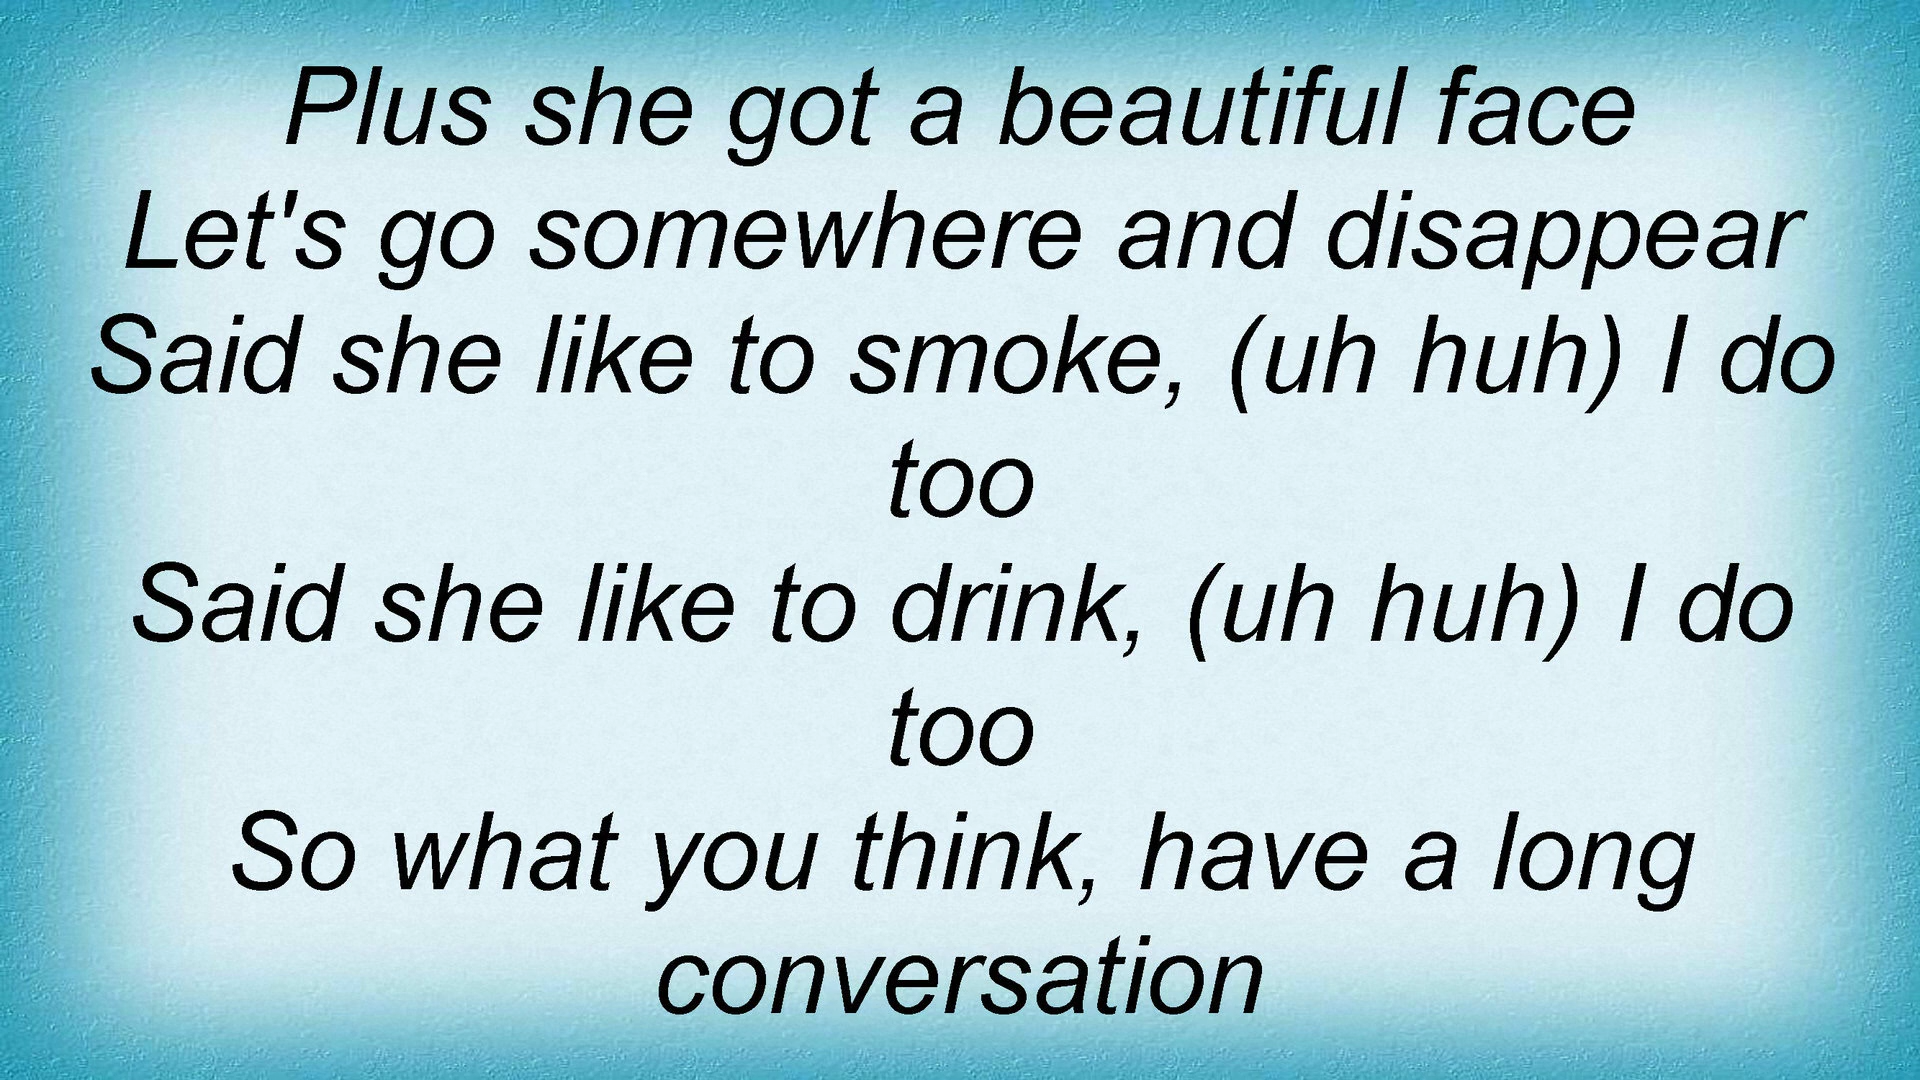 Plus she got a beautiful face
Let's go somewhere and disappear
Said she like to smoke, (uh huh) I do
too
Said she like to drink, (uh huh) I do
too
So what you think, have a long
conversation